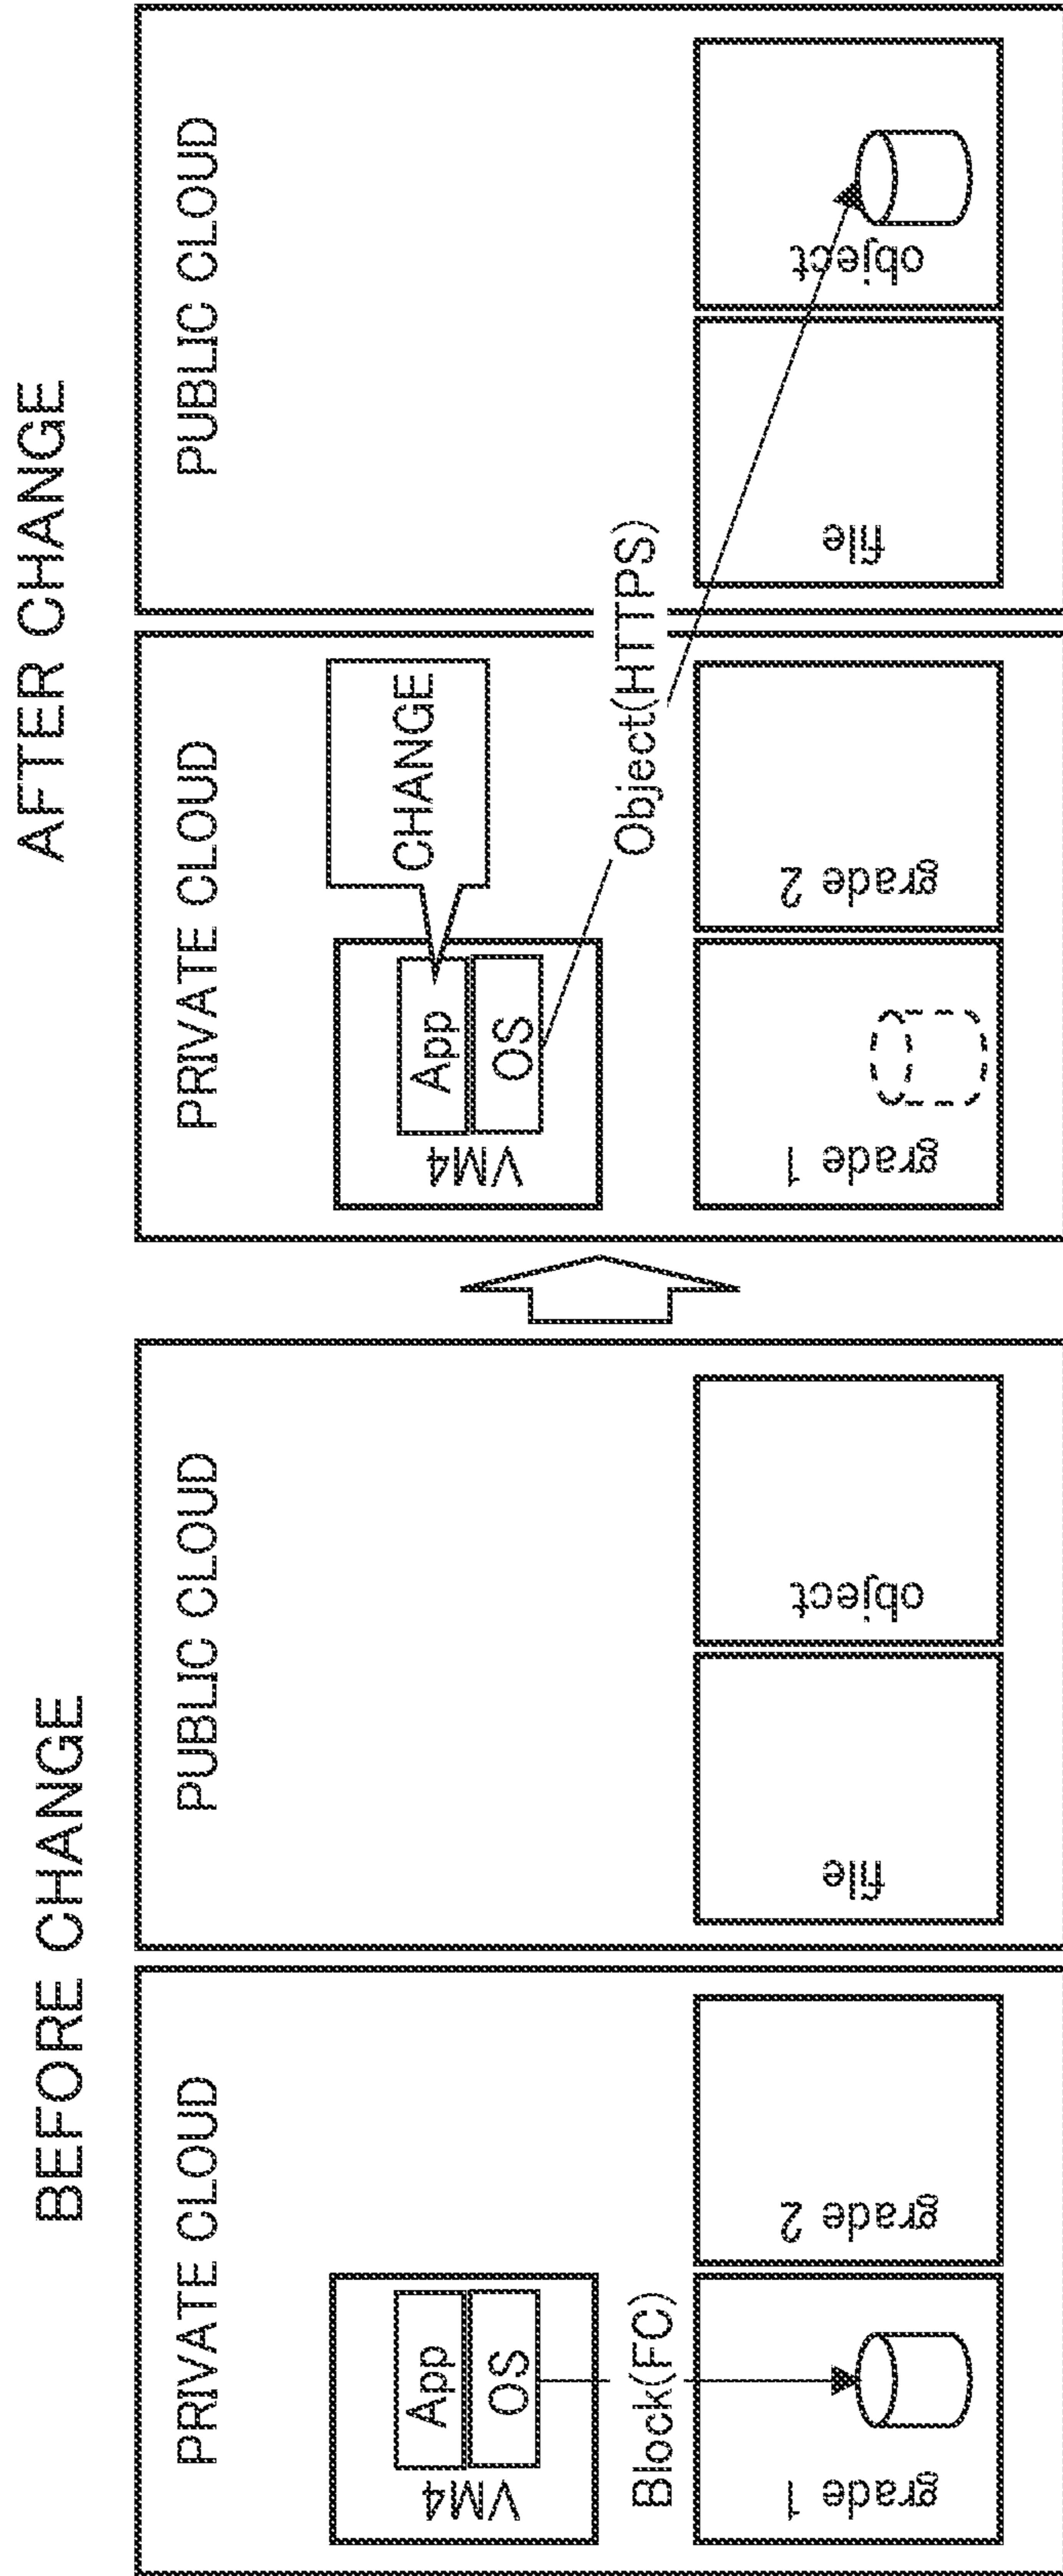 BEFORE CHANGE
PRIVATE CLOUD
VM4
App
OS
Block(FC)
grade 1
grade 2
PUBLIC CLOUD
file
object
AFTER CHANGE
PRIVATE CLOUD
VM4
App
OS
CHANGE
Object(HTTPS)
grade 1
grade 2
PUBLIC CLOUD
file
object